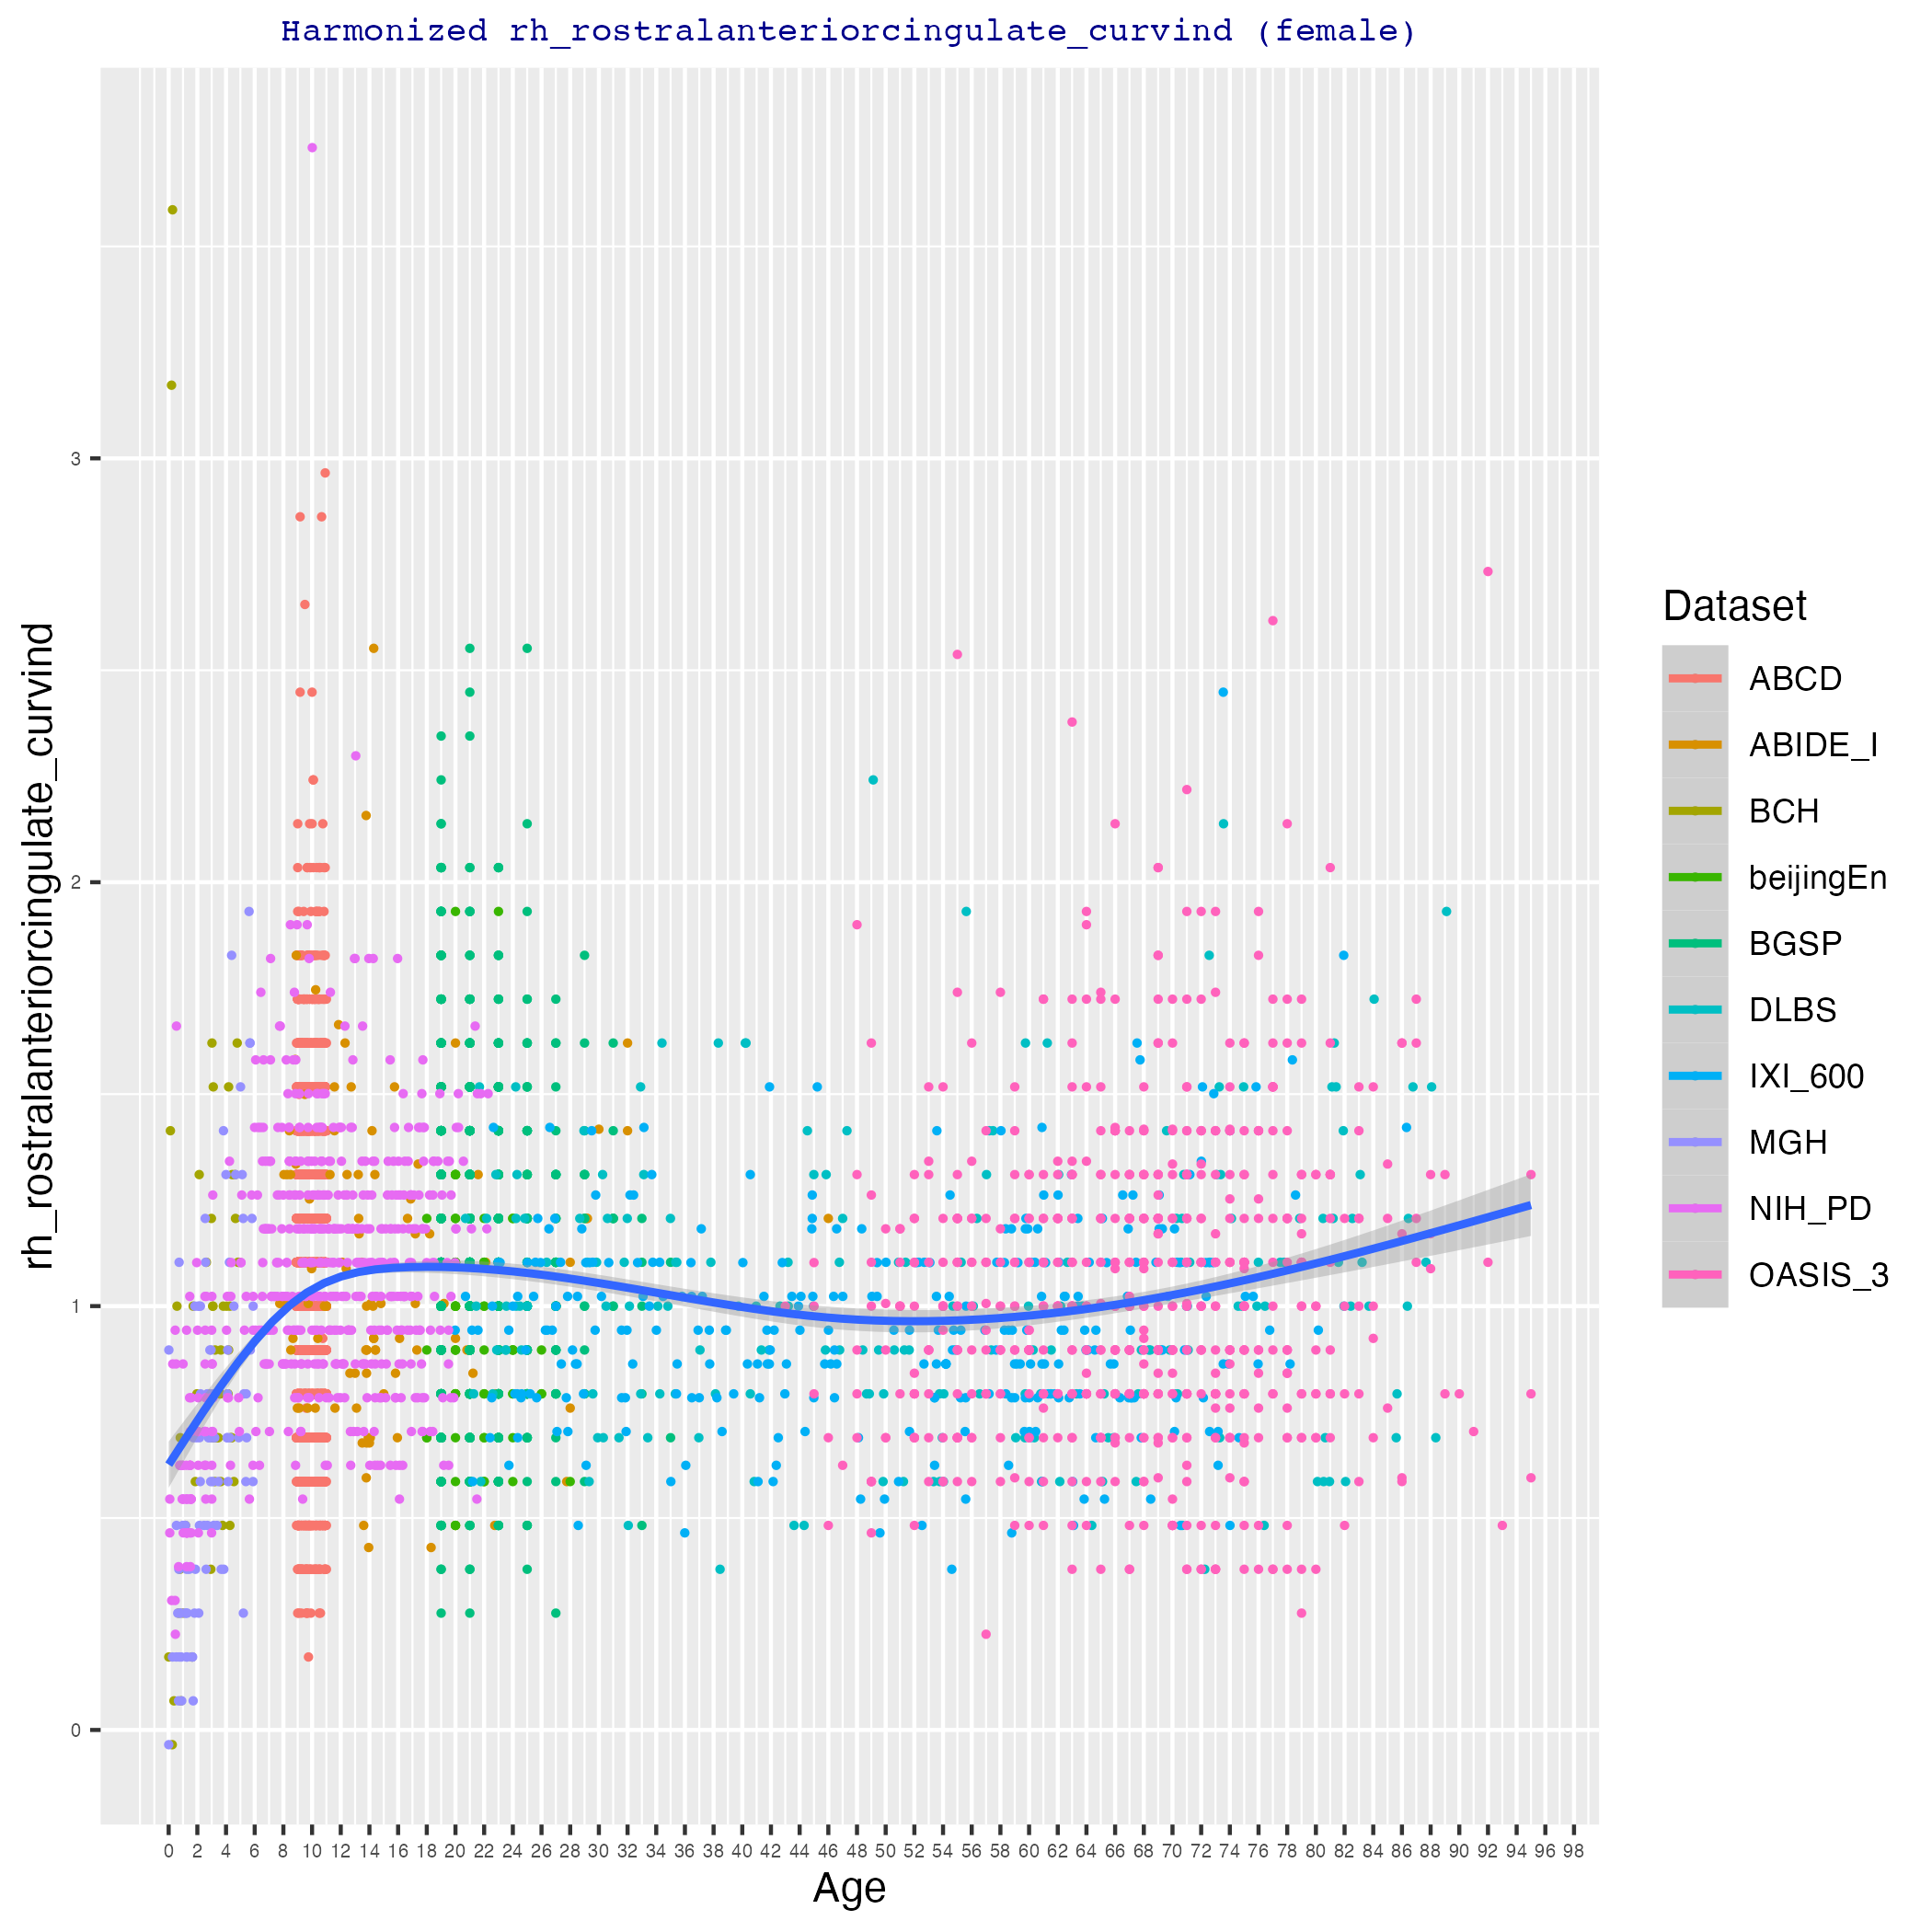 Harmonized rh_rostralanteriorcingulate_curvind (female)
rh_rostralanteriorcingulate_curvind
3
2
1
0
0 2 4 6 8 10 12 14 16 18 20 22 24 26 28 30 32 34 36 38 40 42 44 46 48 50 52 54 56 58 60 62 64 66 68 70 72 74 76 78 80 82 84 86 88 90 92 94 96 98
Age
Dataset
ABCD
ABIDE_I
BCH
beijingEn
BGSP
DLBS
IXI_600
MGH
NIH_PD
OASIS_3